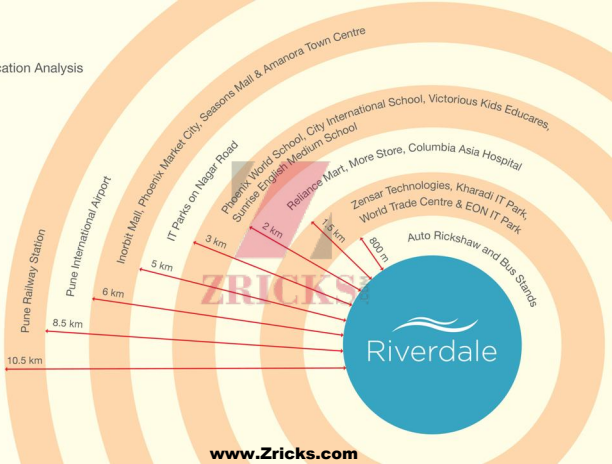 cation Analysis
Inorbit Mall, Phoenix Market City, Seasons Mall & Amanora Town Centre
IT Parks on Nagar Road
Phoenix World School, City International School, Victorious Kids Educares,
Sunrise English Medium School
Reliance Mart, More Store, Columbia Asia Hospital
Zensar Technologies, Kharadi IT Park,
World Trade Centre & EON IT Park
Auto Rickshaw and Bus Stands
Pune International Airport
Pune Railway Station
800 m
1.5 km
2 km
3 km
5 km
6 km
8.5 km
10.5 km
ZRICKS
Riverdale
www.Zricks.com